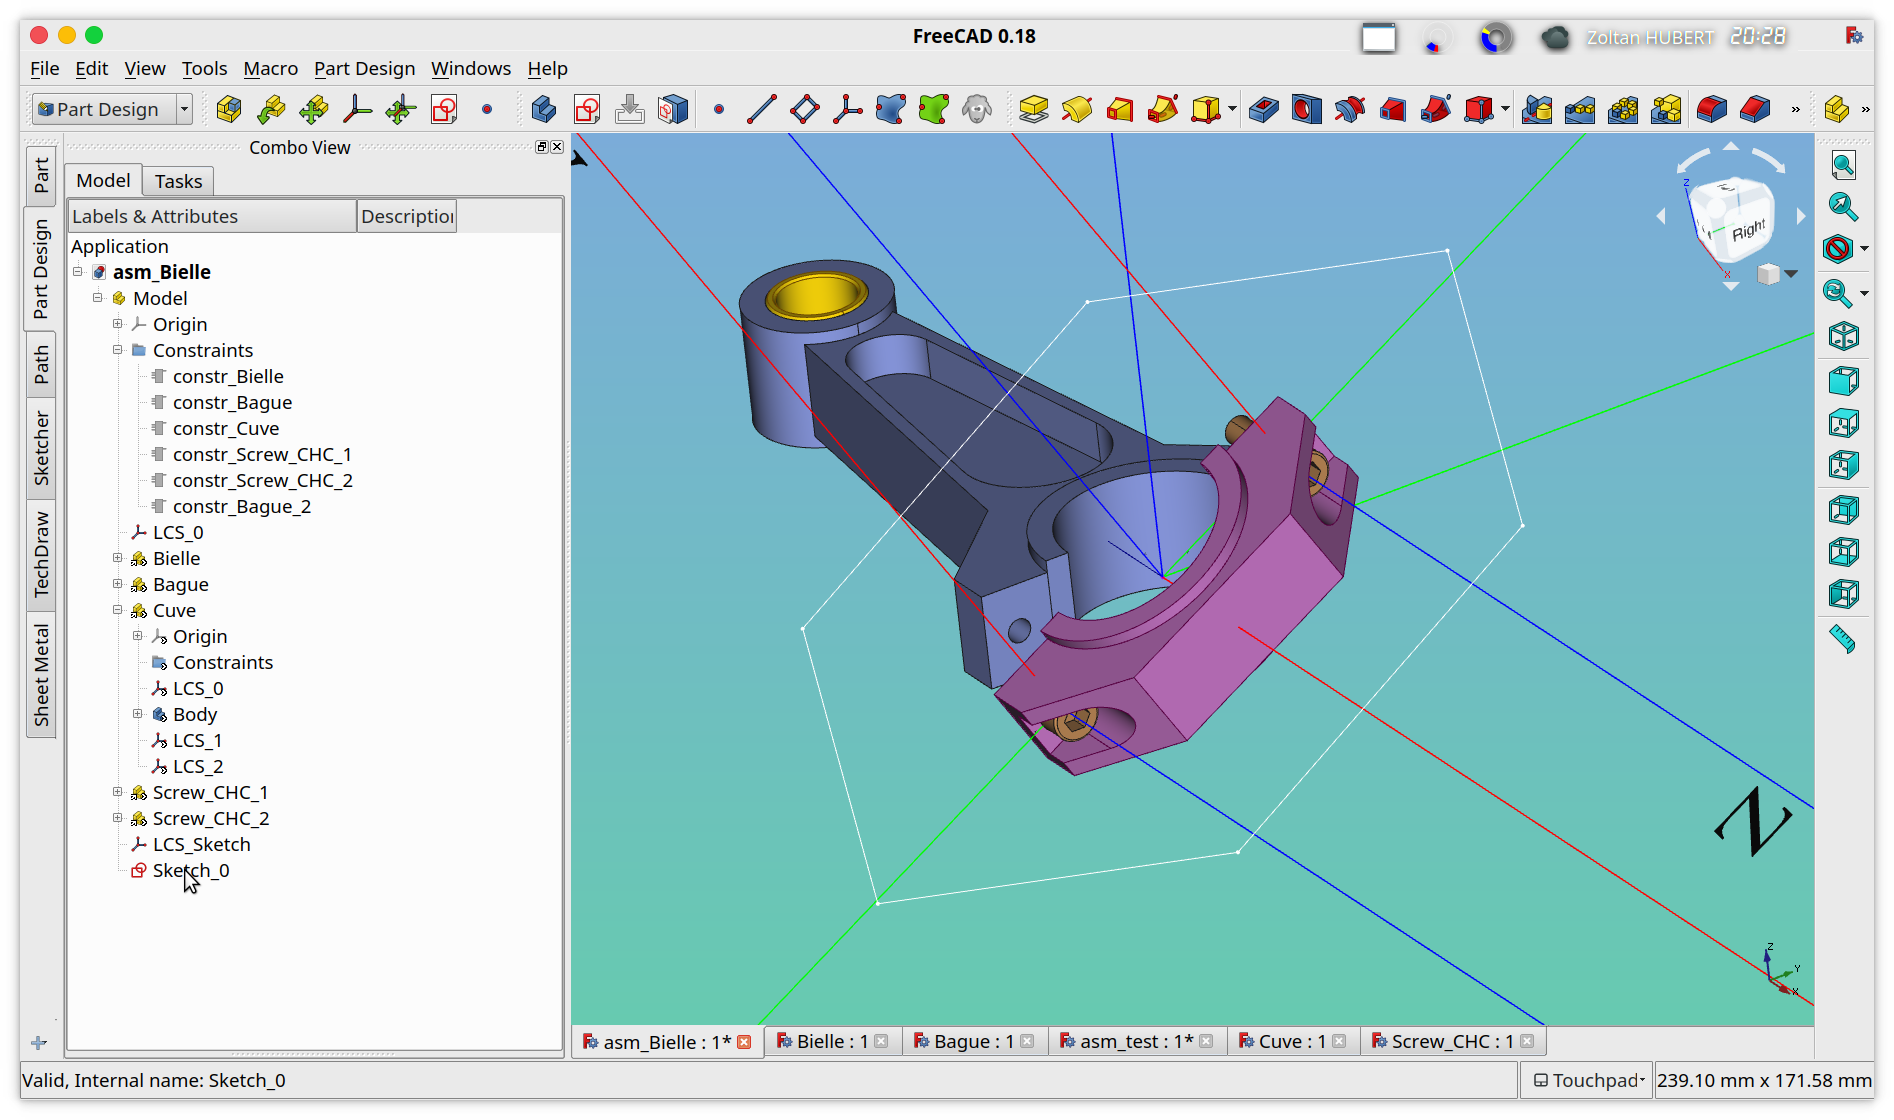 FreeCAD 0.18
Zoltan HUBERT 20:28
File Edit View Tools Macro Part Design Windows Help
Part Design
»
»
Combo View
Part
Part Design
Path
Sketcher
TechDraw
Sheet Metal
Model Tasks
Labels & Attributes Description
Application
asm_Bielle
Model
Origin
Constraints
constr_Bielle
constr_Bague
constr_Cuve
constr_Screw_CHC_1
constr_Screw_CHC_2
constr_Bague_2
LCS_0
Bielle
Bague
Cuve
Origin
Constraints
LCS_0
Body
LCS_1
LCS_2
Screw_CHC_1
Screw_CHC_2
LCS_Sketch
Sketch_0
Z
Right
X
N
Z
Y
X
asm_Bielle : 1* Bielle : 1 Bague : 1 asm_test : 1* Cuve : 1 Screw_CHC : 1
Valid, Internal name: Sketch_0
Touchpad 239.10 mm x 171.58 mm